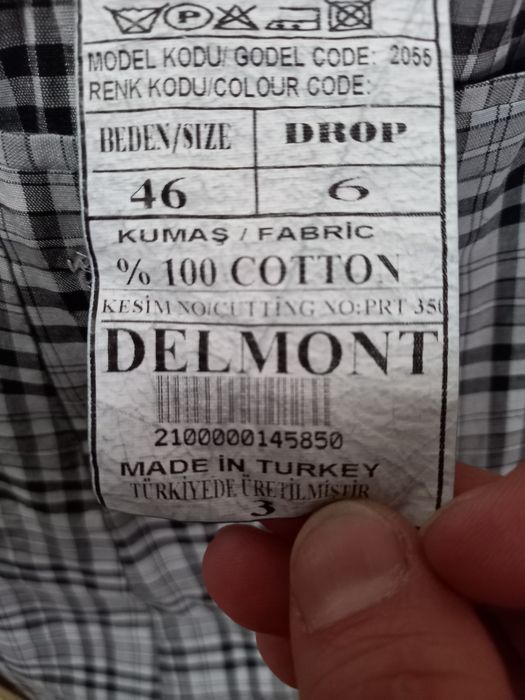 P
MODEL KODU/ GODEL CODE: 2055
RENK KODU/COLOUR CODE:
BEDEN/SIZE DROP
46 6
KUMAŞ / FABRIC
% 100 COTTON
KESİM NO/CUTTİNG NO:PRT 350
DELMONT
2100000145850
MADE İN TURKEY
TÜRKİYEDE ÜRETİLMİŞTİR
3